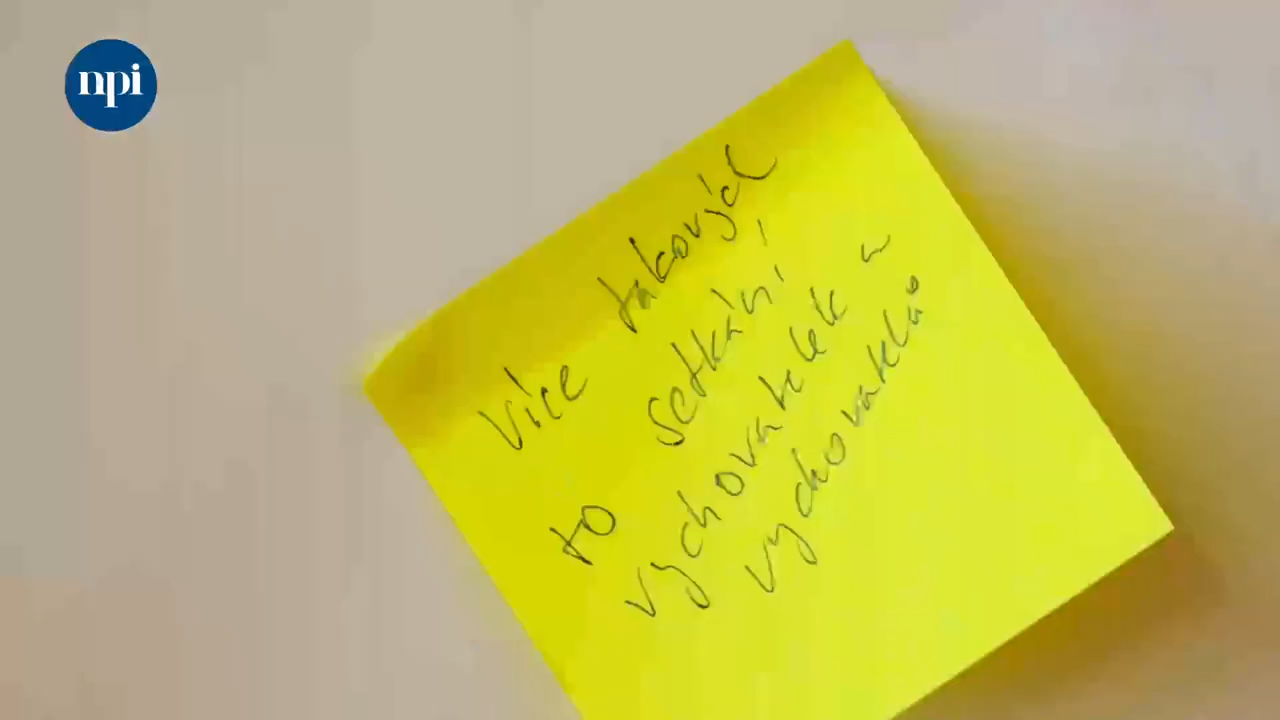 npi
Více takových
to setkání
vychovatelek a
vychovatelů